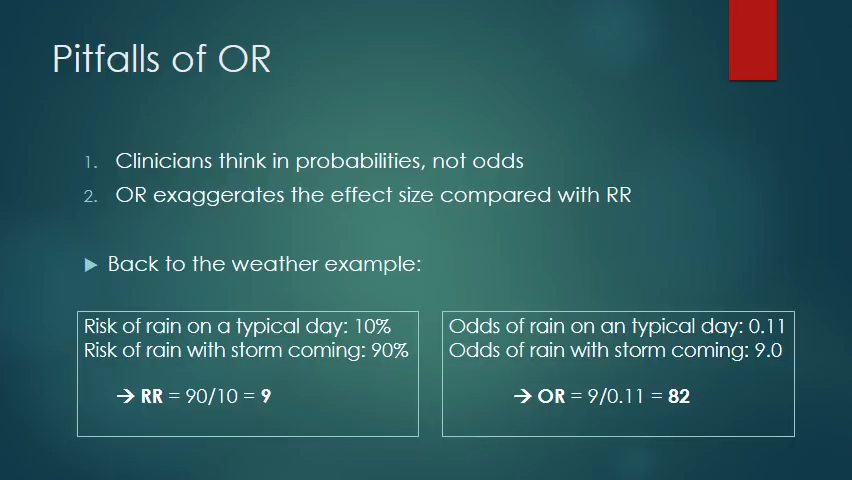 Pitfalls of OR
1. Clinicians think in probabilities, not odds
2. OR exaggerates the effect size compared with RR
▶ Back to the weather example:
Risk of rain on a typical day: 10%
Risk of rain with storm coming: 90%
→ RR = 90/10 = 9
Odds of rain on an typical day: 0.11
Odds of rain with storm coming: 9.0
→ OR = 9/0.11 = 82